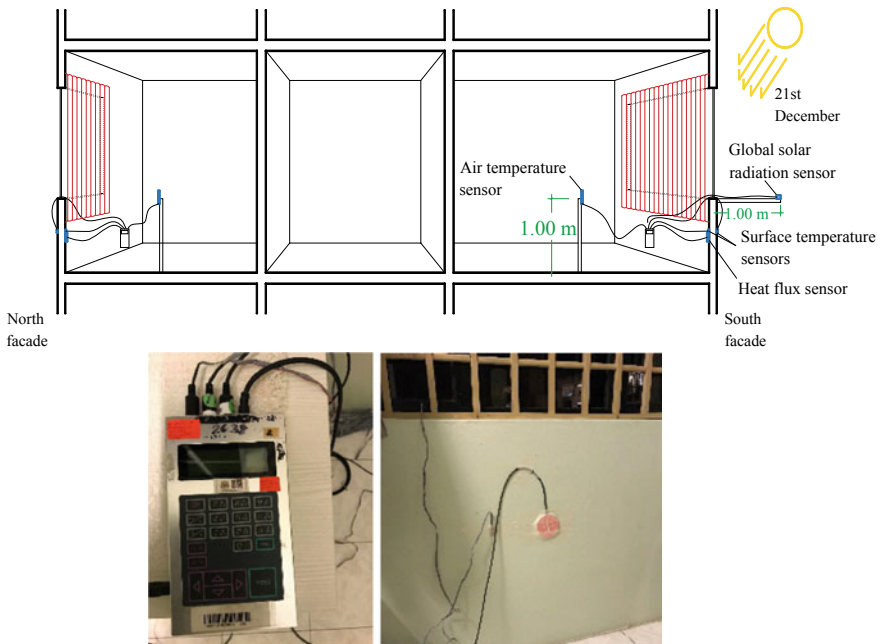 21st
December
Global solar
radiation sensor
Air temperature
sensor
1.00 m
1.00 m
Surface temperature
sensors
Heat flux sensor
North
facade
South
facade